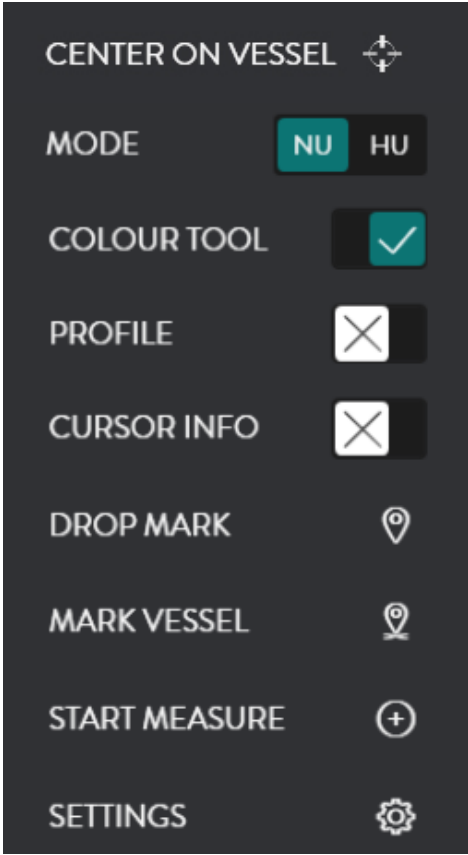 CENTER ON VESSEL
MODE NU HU
COLOUR TOOL
PROFILE
CURSOR INFO
DROP MARK
MARK VESSEL
START MEASURE
SETTINGS